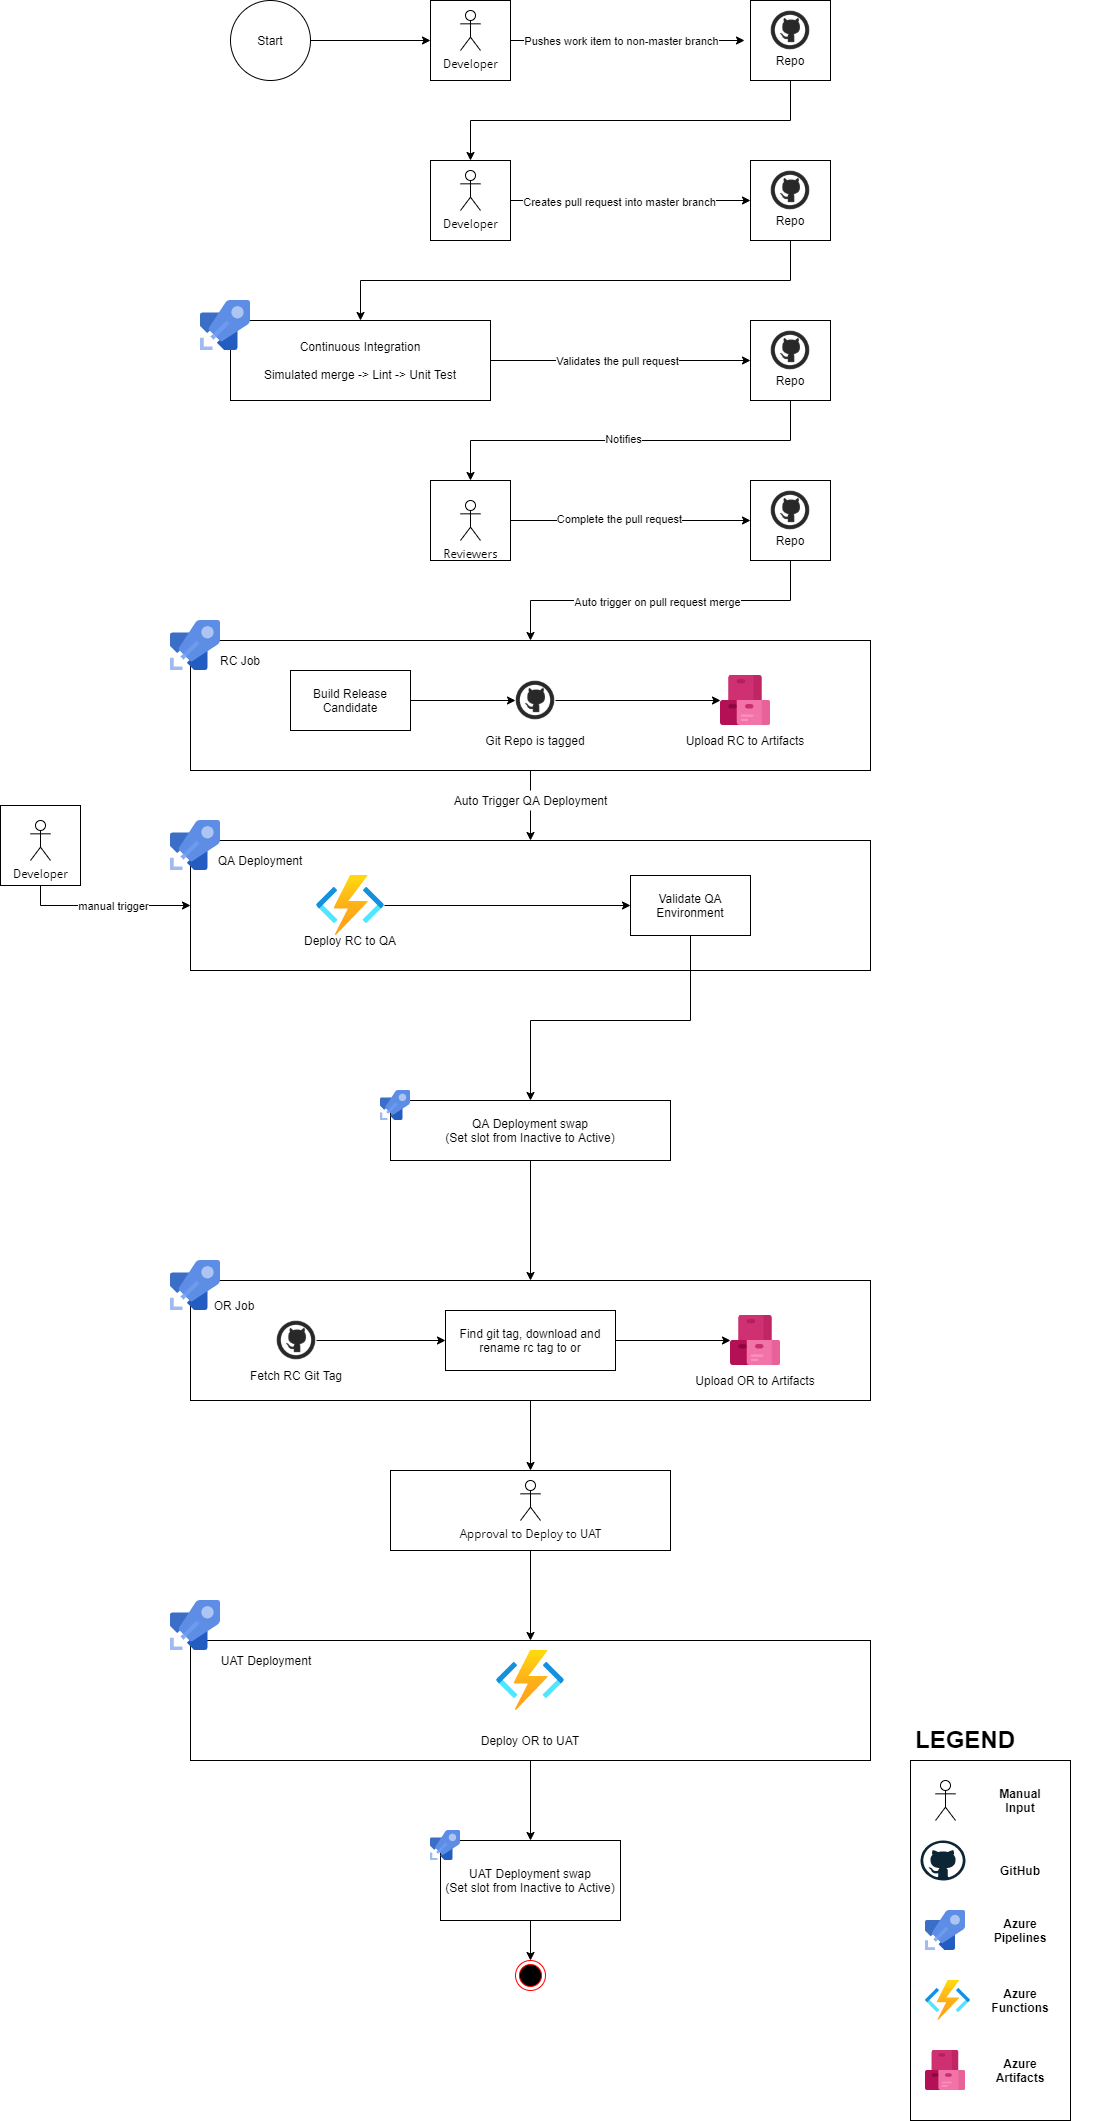 Start
Developer
Pushes work item to non-master branch
Repo
Developer
Creates pull request into master branch
Repo
Continuous Integration
Simulated merge -> Lint -> Unit Test
Validates the pull request
Repo
Notifies
Reviewers
Complete the pull request
Repo
Auto trigger on pull request merge
RC Job
Build Release
Candidate
Git Repo is tagged
Upload RC to Artifacts
Auto Trigger QA Deployment
Developer
manual trigger
QA Deployment
Deploy RC to QA
Validate QA
Environment
QA Deployment swap
(Set slot from Inactive to Active)
OR Job
Fetch RC Git Tag
Find git tag, download and
rename rc tag to or
Upload OR to Artifacts
Approval to Deploy to UAT
UAT Deployment
Deploy OR to UAT
UAT Deployment swap
(Set slot from Inactive to Active)
LEGEND
Manual
Input
GitHub
Azure
Pipelines
Azure
Functions
Azure
Artifacts